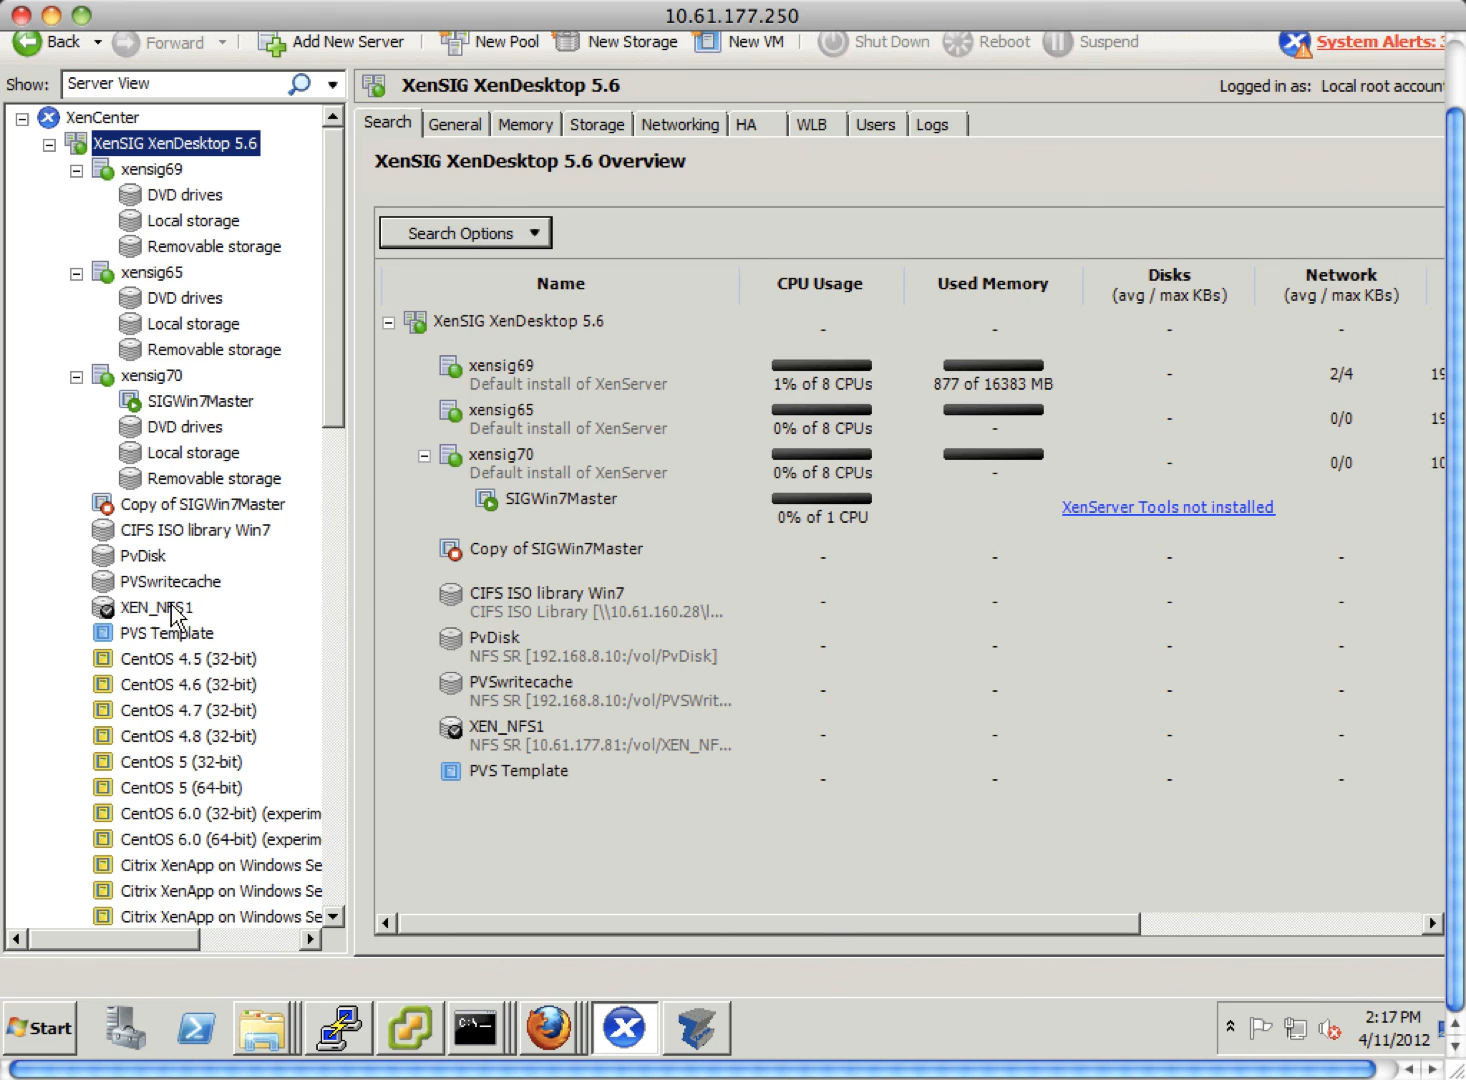 10.61.177.250
Back Forward Add New Server New Pool New Storage New VM Shut Down Reboot Suspend System Alerts:
Show: Server View
XenSIG XenDesktop 5.6 Logged in as: Local root accoun
XenCenter
XenSIG XenDesktop 5.6
xensig69
DVD drives
Local storage
Removable storage
xensig65
DVD drives
Local storage
Removable storage
xensig70
SIGWin7Master
DVD drives
Local storage
Removable storage
Copy of SIGWin7Master
CIFS ISO library Win7
PvDisk
PVSwritecache
XEN_NFS1
PVS Template
CentOS 4.5 (32-bit)
CentOS 4.6 (32-bit)
CentOS 4.7 (32-bit)
CentOS 4.8 (32-bit)
CentOS 5 (32-bit)
CentOS 5 (64-bit)
CentOS 6.0 (32-bit) (experim
CentOS 6.0 (64-bit) (experim
Citrix XenApp on Windows Se
Citrix XenApp on Windows Se
Citrix XenApp on Windows Se
Search General Memory Storage Networking HA WLB Users Logs
XenSIG XenDesktop 5.6 Overview
Search Options
Name CPU Usage Used Memory Disks Network
(avg / max KBs) (avg / max KBs)
XenSIG XenDesktop 5.6 - - - -
xensig69
Default install of XenServer 1% of 8 CPUs 877 of 16383 MB - 2/4 19
xensig65
Default install of XenServer 0% of 8 CPUs - - 0/0 19
xensig70
Default install of XenServer 0% of 8 CPUs - - 0/0 10
SIGWin7Master
0% of 1 CPU XenServer Tools not installed
Copy of SIGWin7Master - - - -
CIFS ISO library Win7
CIFS ISO Library [\\10.61.160.28\l... - - - -
PvDisk
NFS SR [192.168.8.10:/vol/PvDisk] - - - -
PVSwritecache
NFS SR [192.168.8.10:/vol/PVSWrit... - - - -
XEN_NFS1
NFS SR [10.61.177.81:/vol/XEN_NF... - - - -
PVS Template - - - -
Start
C:\_
2:17 PM
4/11/2012